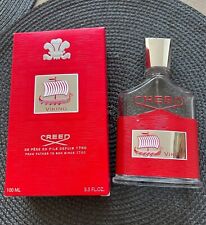 VIKING
CREED
DE PÈRE EN FILS DEPUIS 1760
FROM FATHER TO SON SINCE 1760
100 ML 3.3 FL.OZ.
CREED
VIKING